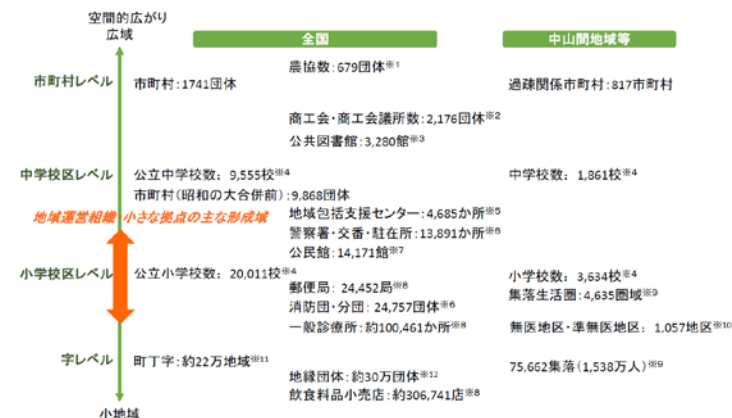 空間的広がり
広域
全国
中山間地域等
農協数:679団体※1
市町村レベル
市町村:1741団体
過疎関係市町村:817市町村
商工会・商工会議所数:2,176団体※2
公共図書館:3,280館※3
中学校区レベル
公立中学校数: 9,555校※4
中学校数: 1,861校※4
市町村(昭和の大合併前):9,868団体
地域運営組織・小さな拠点の主な形成域
地域包括支援センター:4,685か所※5
警察署・交番・駐在所:13,891か所※6
公民館:14,171館※7
小学校区レベル
公立小学校数: 20,011校※4
小学校数: 3,634校※4
郵便局: 24,452局※8
集落生活圏:4,635圏域※9
消防団・分団: 24,757団体※6
一般診療所:約100,461か所※8
無医地区・準無医地区: 1,057地区※10
字レベル
町丁字:約22万地域※11
75,662集落(1,538万人)※9
地縁団体:約30万団体※12
飲食料品小売店:約306,741店※8
小地域